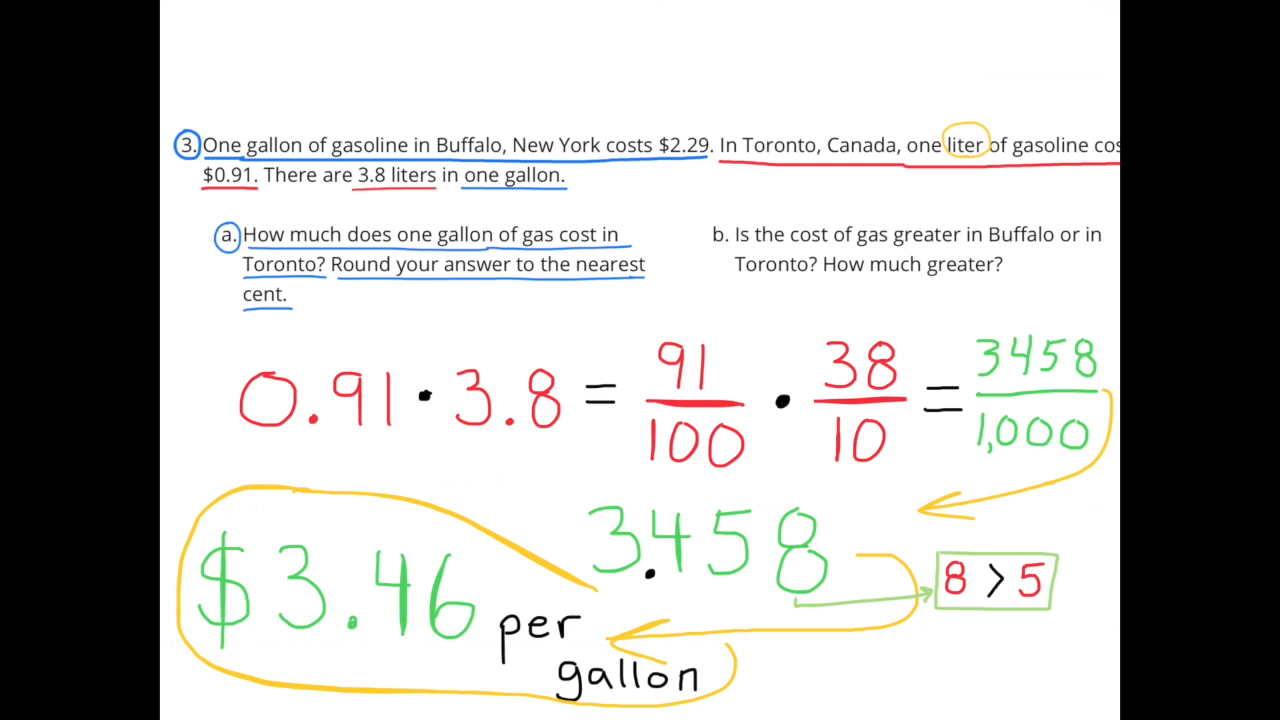 3. One gallon of gasoline in Buffalo, New York costs $2.29. In Toronto, Canada, one liter of gasoline cos
$0.91. There are 3.8 liters in one gallon.
a. How much does one gallon of gas cost in
Toronto? Round your answer to the nearest
cent.
b. Is the cost of gas greater in Buffalo or in
Toronto? How much greater?
0.91 · 3.8 = 91/100 · 38/10 = 3458/1,000
3.458
8 > 5
$3.46 per
gallon